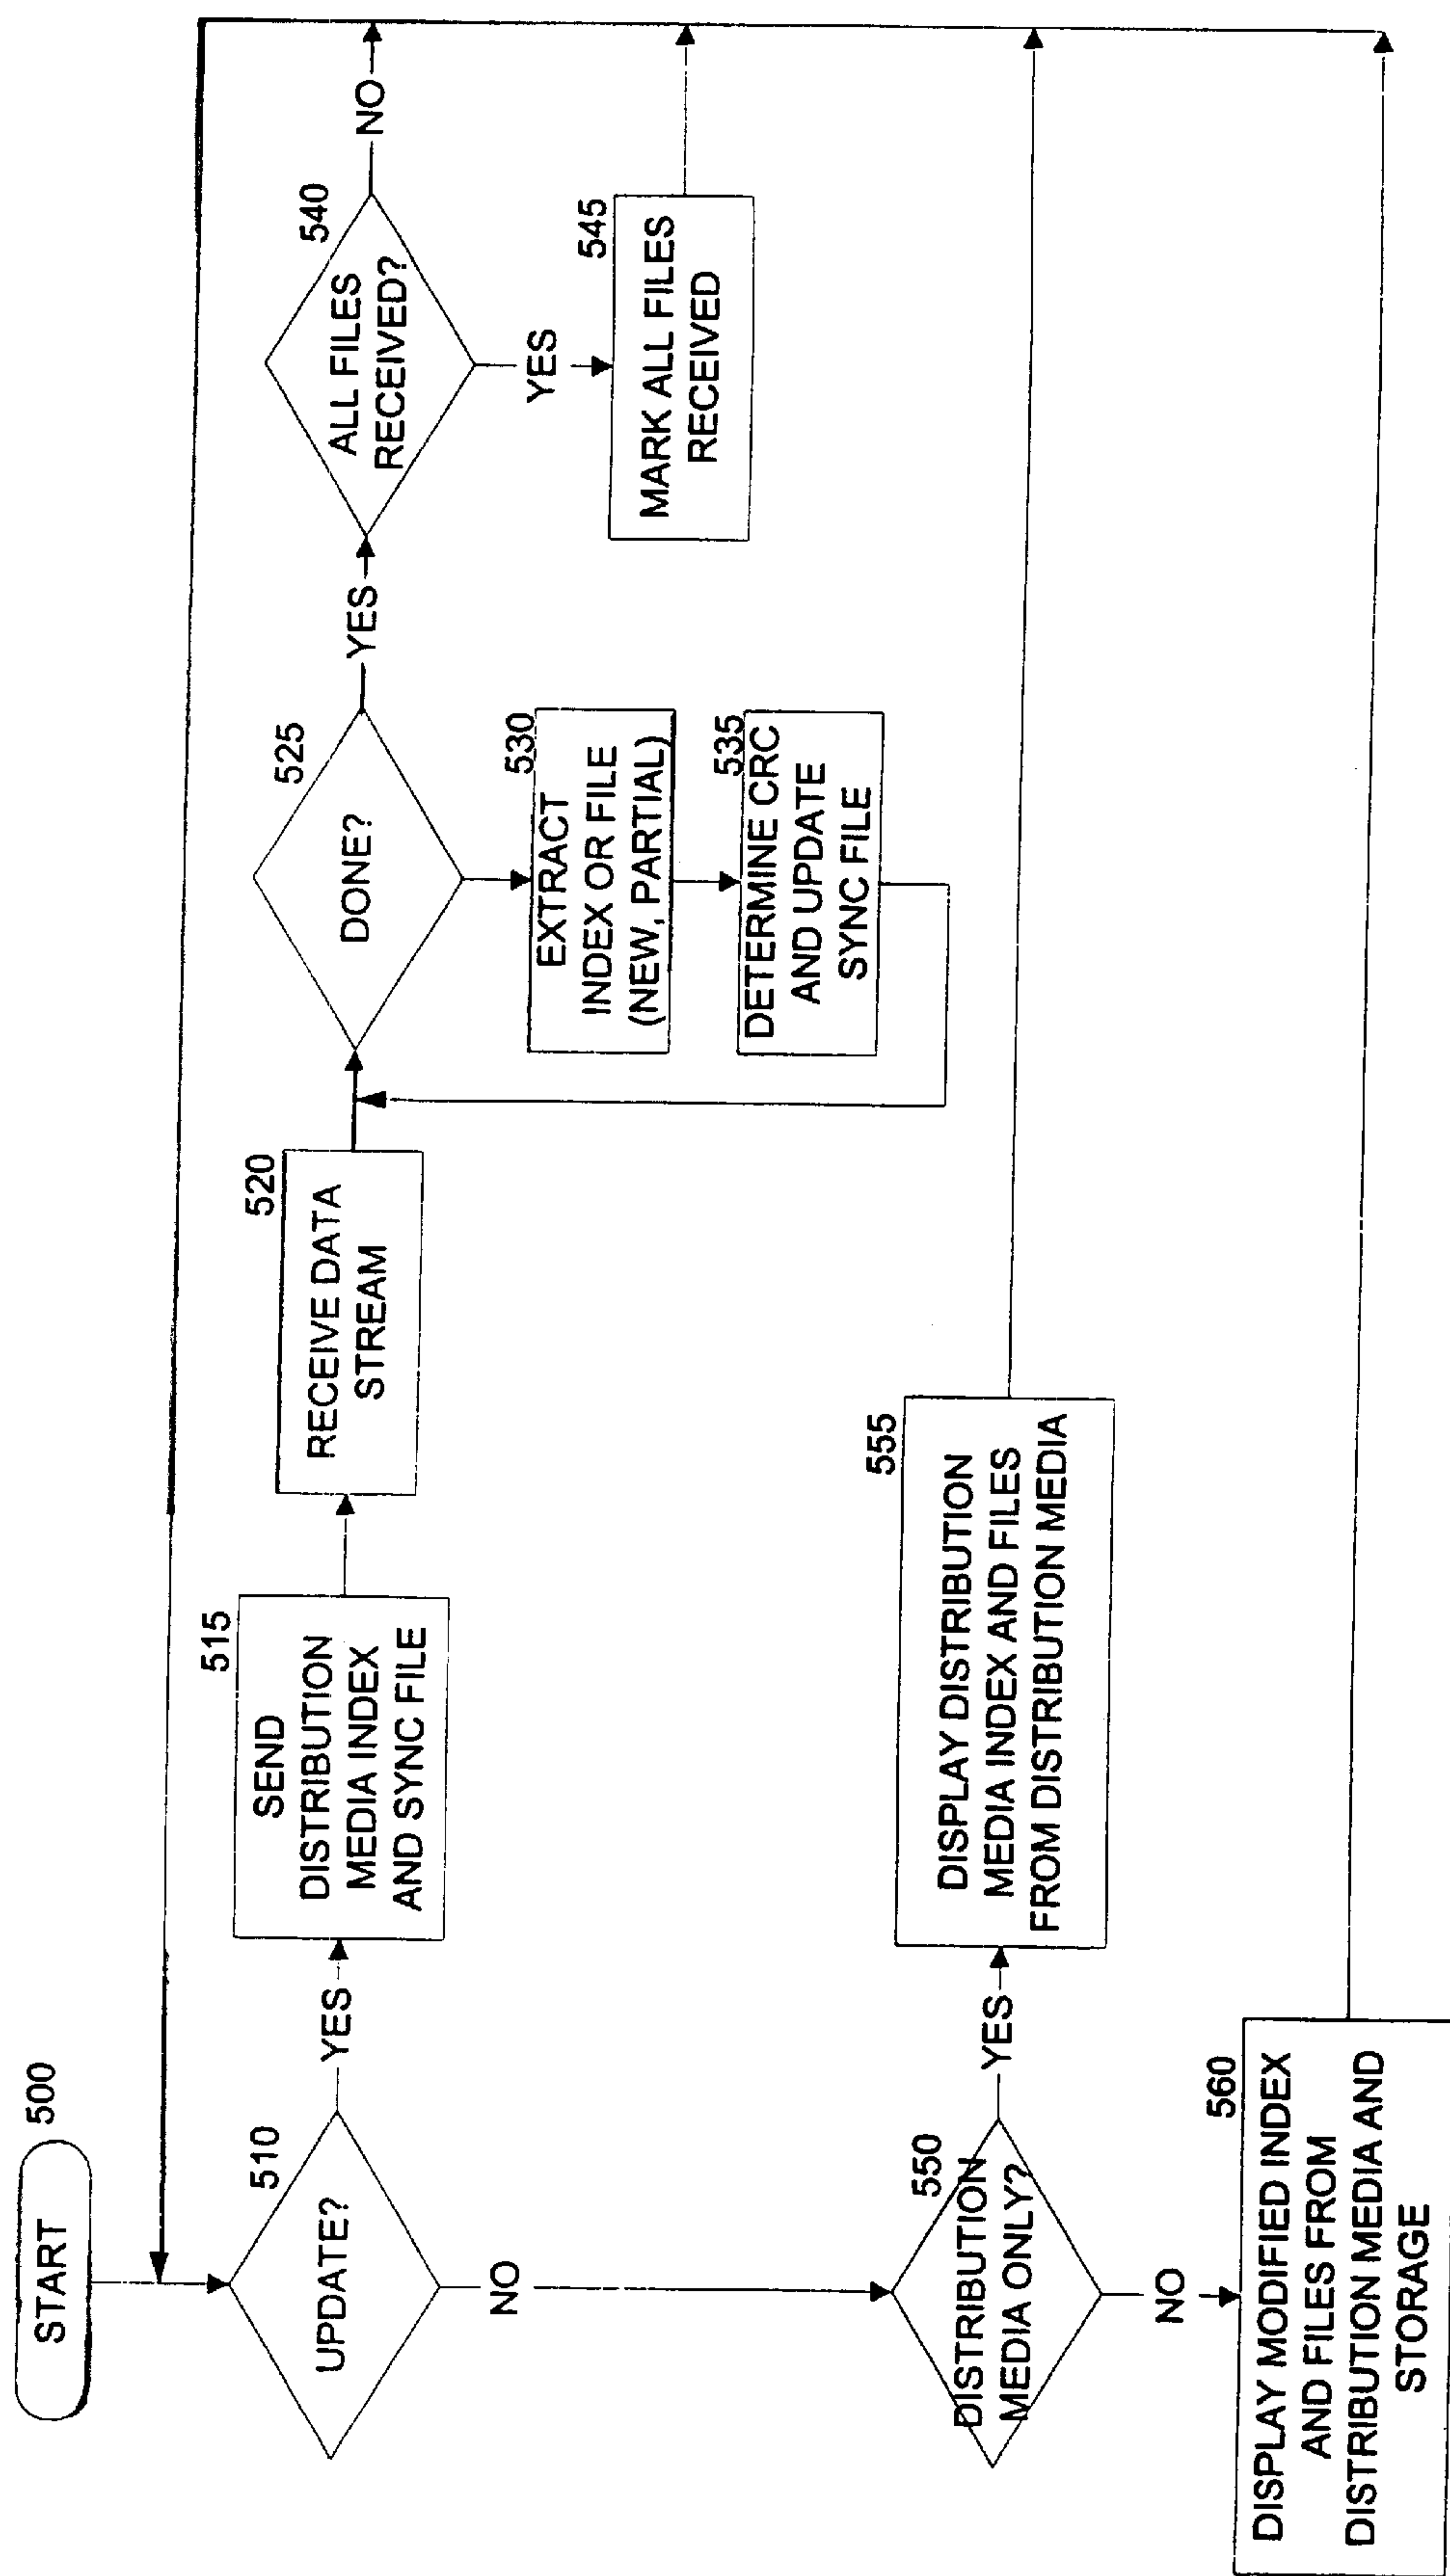 START
500
UPDATE?
510
YES
NO
SEND
DISTRIBUTION
MEDIA INDEX
AND SYNC FILE
515
RECEIVE DATA
STREAM
520
DONE?
525
YES
EXTRACT
INDEX OR FILE
(NEW, PARTIAL)
530
DETERMINE CRC
AND UPDATE
SYNC FILE
535
ALL FILES
RECEIVED?
540
NO
YES
MARK ALL FILES
RECEIVED
545
DISTRIBUTION
MEDIA ONLY?
550
YES
NO
DISPLAY DISTRIBUTION
MEDIA INDEX AND FILES
FROM DISTRIBUTION MEDIA
555
DISPLAY MODIFIED INDEX
AND FILES FROM
DISTRIBUTION MEDIA AND
STORAGE
560